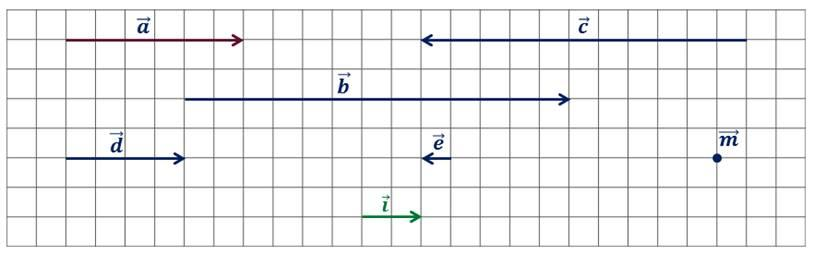 a⃗ c⃗
b⃗
d⃗ e⃗ m⃗
i⃗